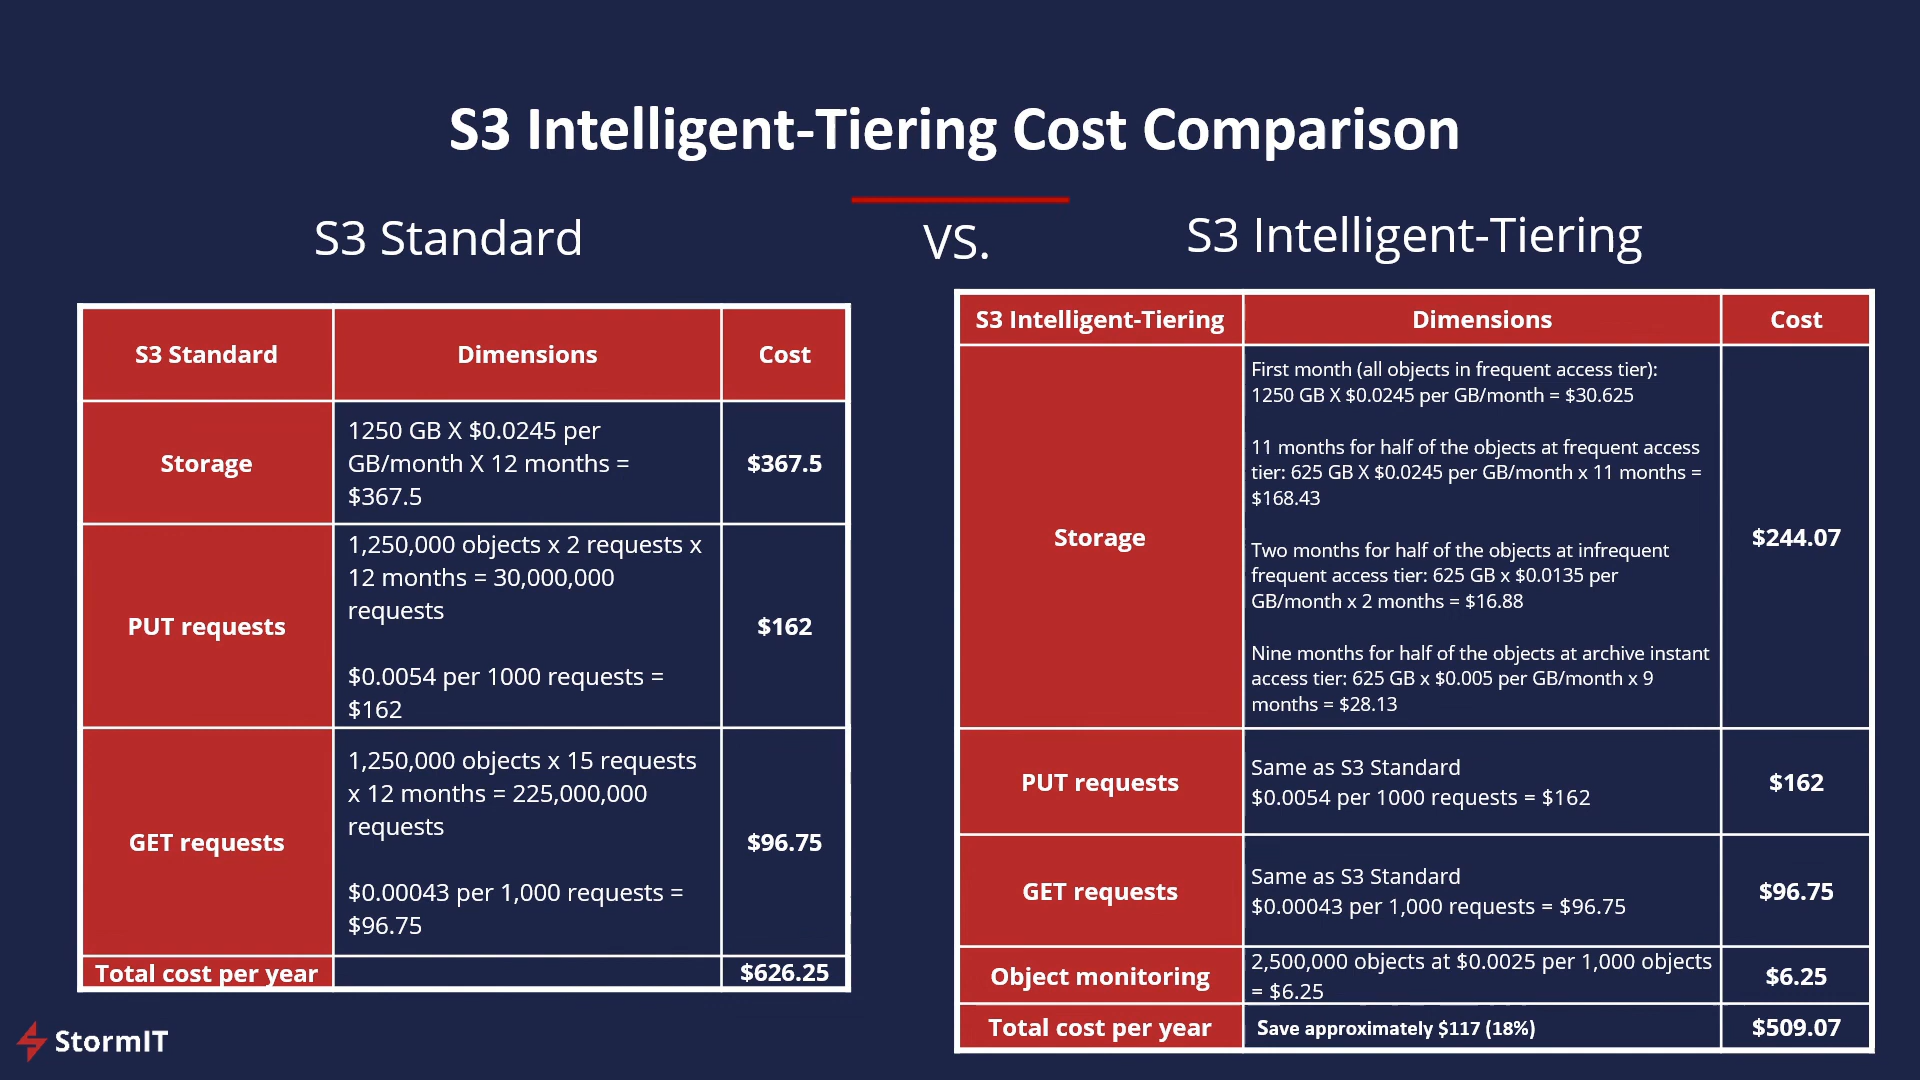 S3 Intelligent-Tiering Cost Comparison
S3 Standard
VS.
S3 Intelligent-Tiering
S3 Standard
Dimensions
Cost
Storage
1250 GB X $0.0245 per
GB/month X 12 months =
$367.5
$367.5
PUT requests
1,250,000 objects x 2 requests x
12 months = 30,000,000
requests
$0.0054 per 1000 requests =
$162
$162
GET requests
1,250,000 objects x 15 requests
x 12 months = 225,000,000
requests
$0.00043 per 1,000 requests =
$96.75
$96.75
Total cost per year
$626.25
S3 Intelligent-Tiering
Dimensions
Cost
Storage
First month (all objects in frequent access tier):
1250 GB X $0.0245 per GB/month = $30.625
11 months for half of the objects at frequent access
tier: 625 GB X $0.0245 per GB/month x 11 months =
$168.43
Two months for half of the objects at infrequent
frequent access tier: 625 GB x $0.0135 per
GB/month x 2 months = $16.88
Nine months for half of the objects at archive instant
access tier: 625 GB x $0.005 per GB/month x 9
months = $28.13
$244.07
PUT requests
Same as S3 Standard
$0.0054 per 1000 requests = $162
$162
GET requests
Same as S3 Standard
$0.00043 per 1,000 requests = $96.75
$96.75
Object monitoring
2,500,000 objects at $0.0025 per 1,000 objects
= $6.25
$6.25
Total cost per year
Save approximately $117 (18%)
$509.07
StormIT